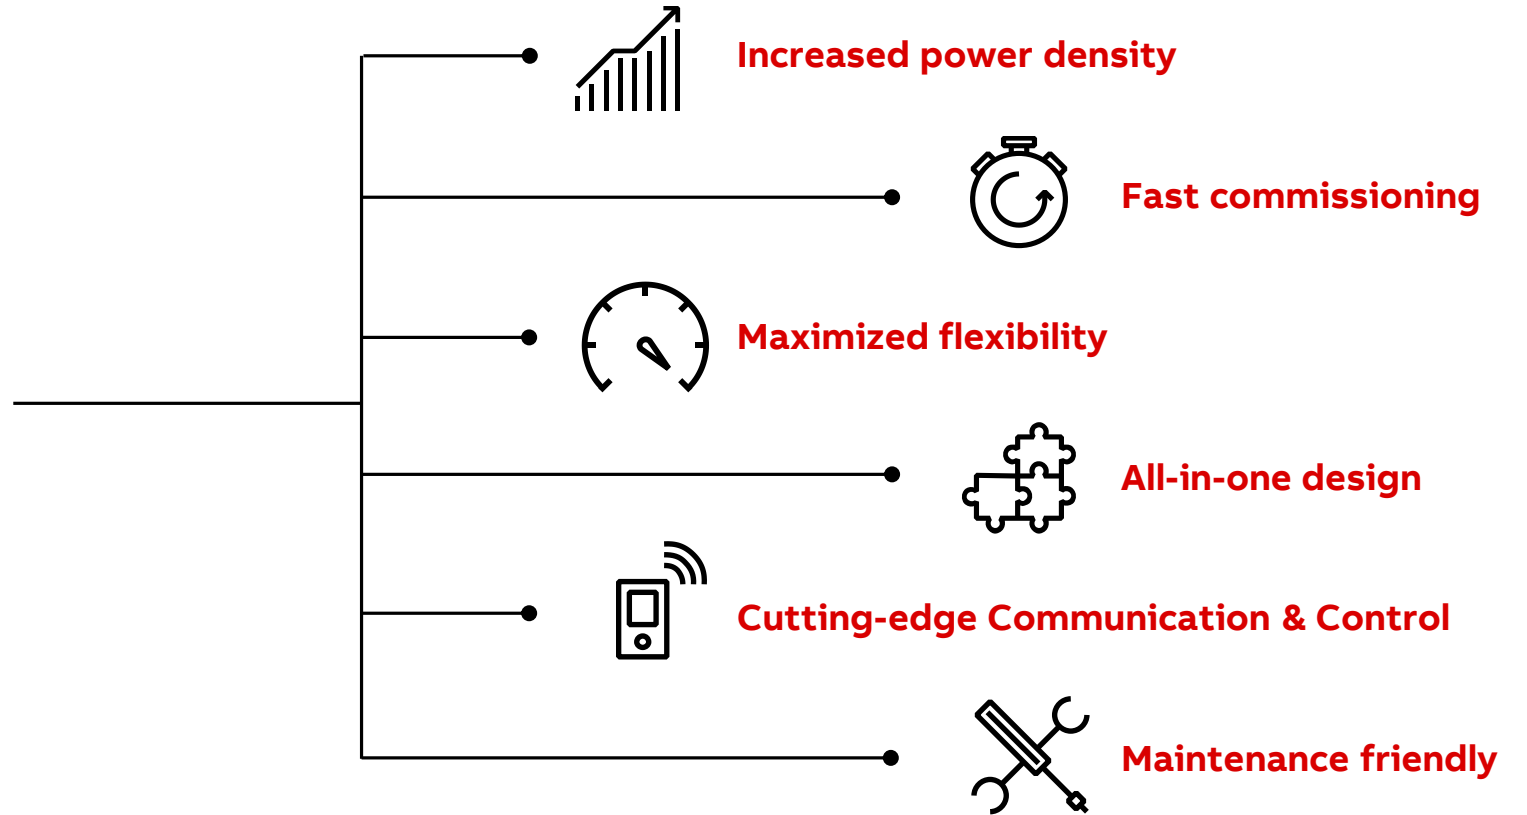 Increased power density
Fast commissioning
Maximized flexibility
All-in-one design
Cutting-edge Communication & Control
Maintenance friendly